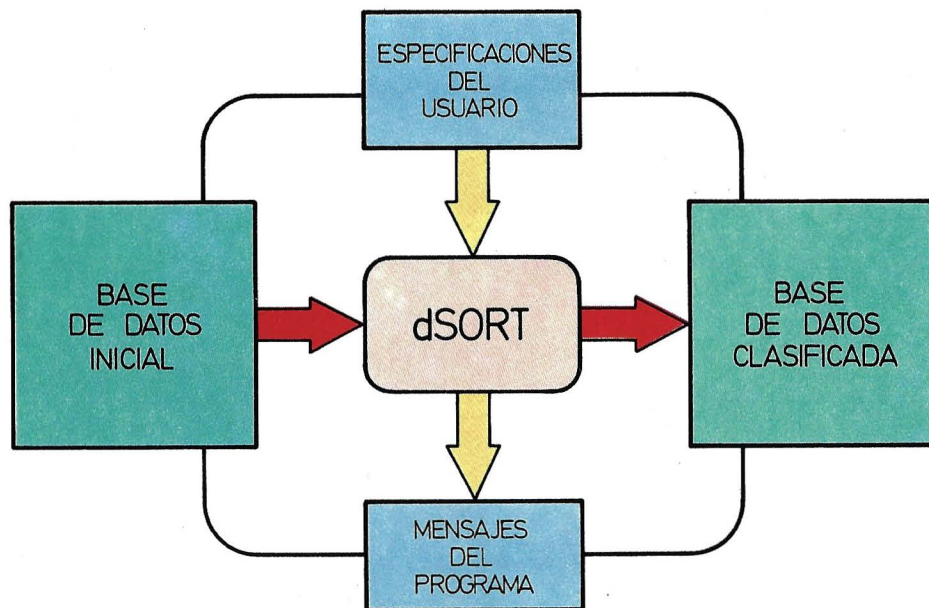 ESPECIFICACIONES
DEL
USUARIO
BASE
DE DATOS
INICIAL
dSORT
BASE
DE DATOS
CLASIFICADA
MENSAJES
DEL
PROGRAMA